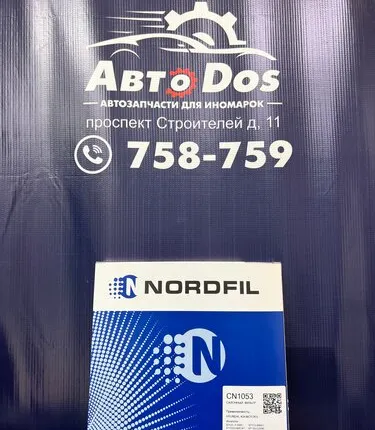 АвтоDos
АВТОЗАПЧАСТИ ДЛЯ ИНОМАРОК
проспект Строителей д, 11
758-759
N NORDFIL
N
CN1053